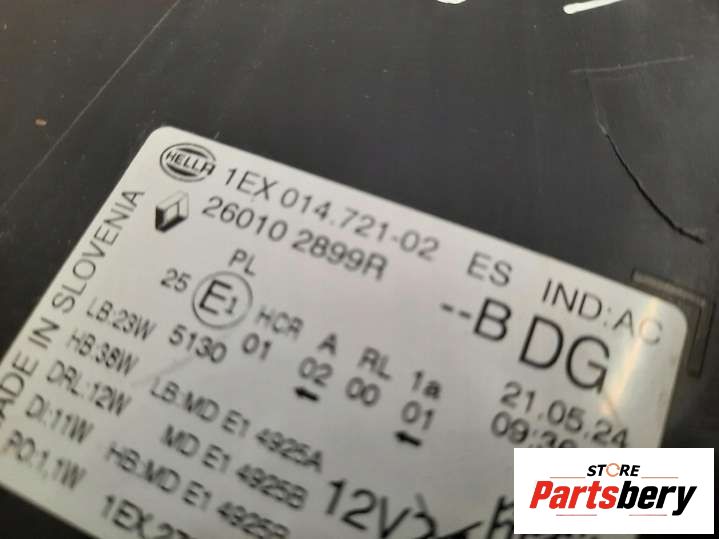 HELLA 1EX 014.721-02 ES IND:AC
26010 2899R --B DG
MADE IN SLOVENIA
PL
25 E1 HCR A RL 1a
5130 01 02 00 01
21.05.24
LB:23W
HB:38W
DRL:12W
DI:11W
PO:1,1W
LB:MD E1 4925A
MD E1 4925B
HB:MD E1 4925B
12V
STORE
Partsbery